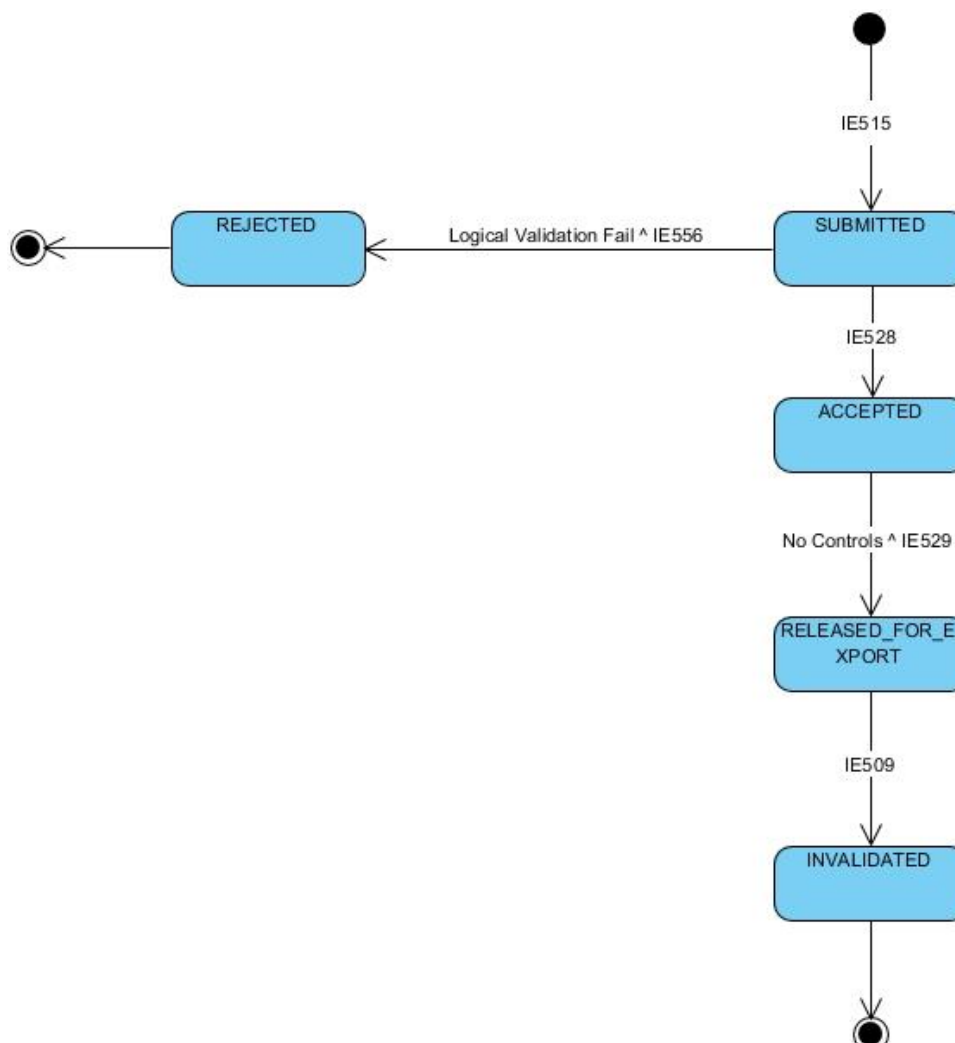 IE515
REJECTED
Logical Validation Fail ^ IE556
SUBMITTED
IE528
ACCEPTED
No Controls ^ IE529
RELEASED_FOR_E
XPORT
IE509
INVALIDATED